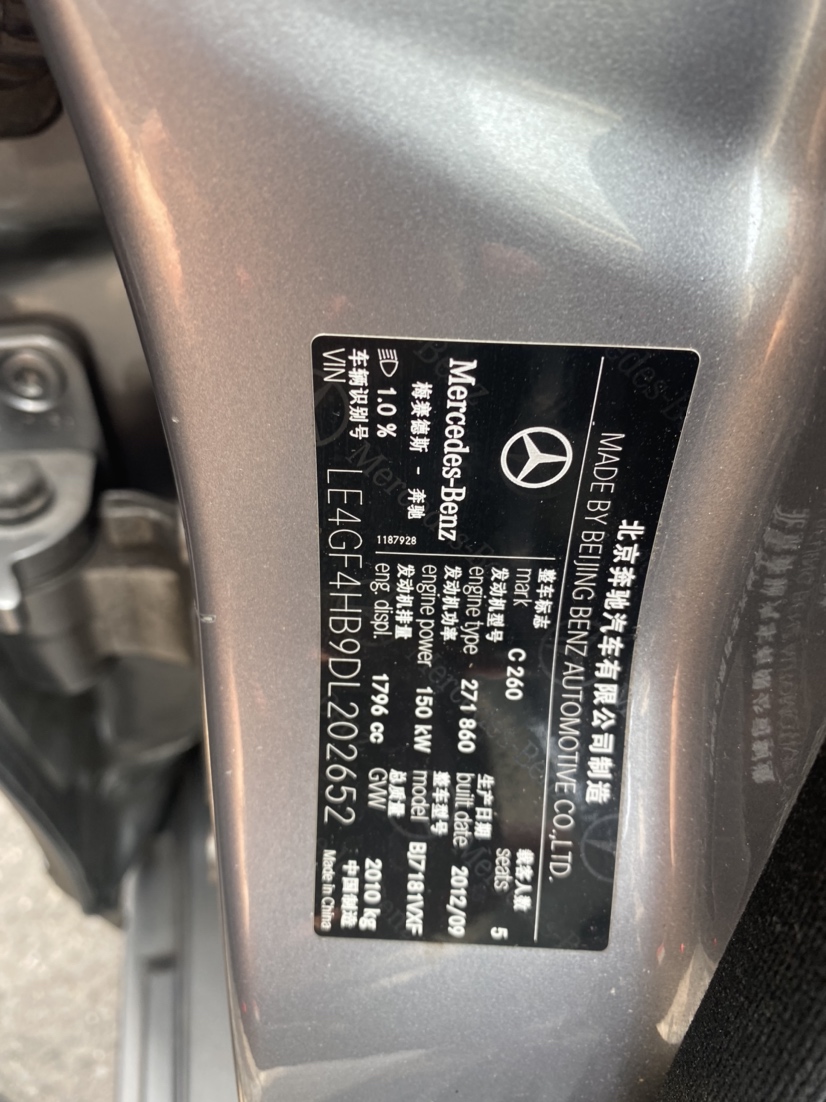 北京奔驰汽车有限公司制造
MADE BY BEIJING BENZ AUTOMOTIVE CO.,LTD.
Mercedes-Benz
梅赛德斯 - 奔驰
1.0 %
1187928
整车标志
mark C 260
载客人数
seats 5
发动机型号
engine type 271 860
生产日期
built date 2012/09
发动机功率
engine power 150 kW
整车型号
model BJ7181VXF
发动机排量
eng. displ. 1796 cc
总质量
GVW 2010 kg
车辆识别号
VIN LE4GF4HB9DL202652
中国制造
Made in China